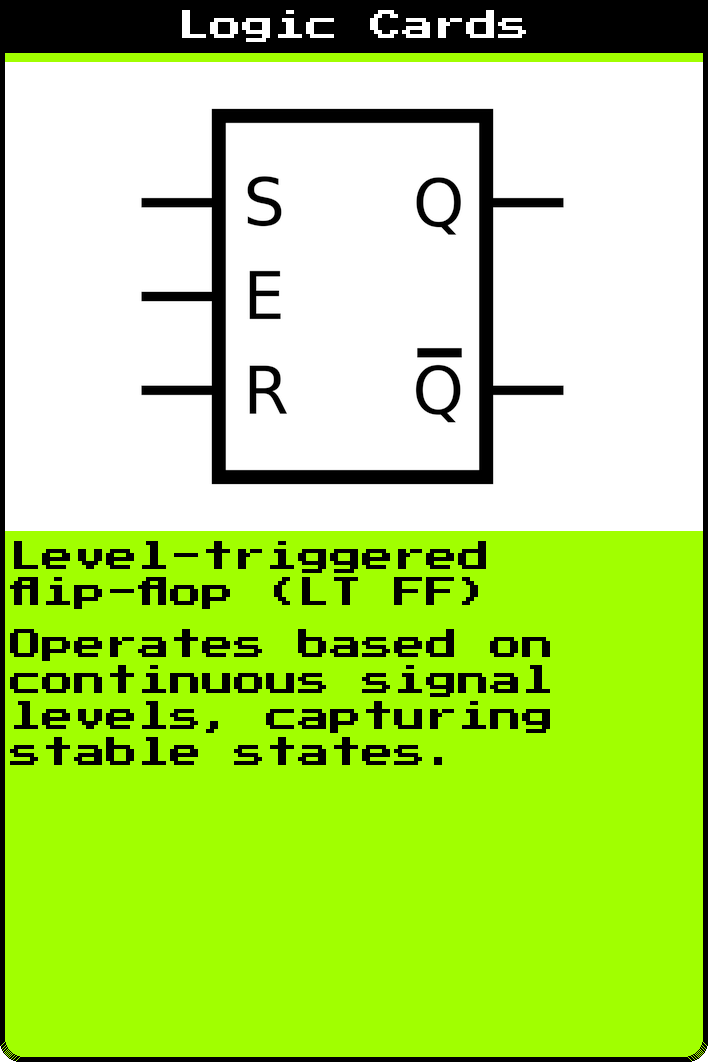 Logic Cards
S Q
E
R Q̅
Level-triggered
flip-flop (LT FF)
Operates based on
continuous signal
levels, capturing
stable states.